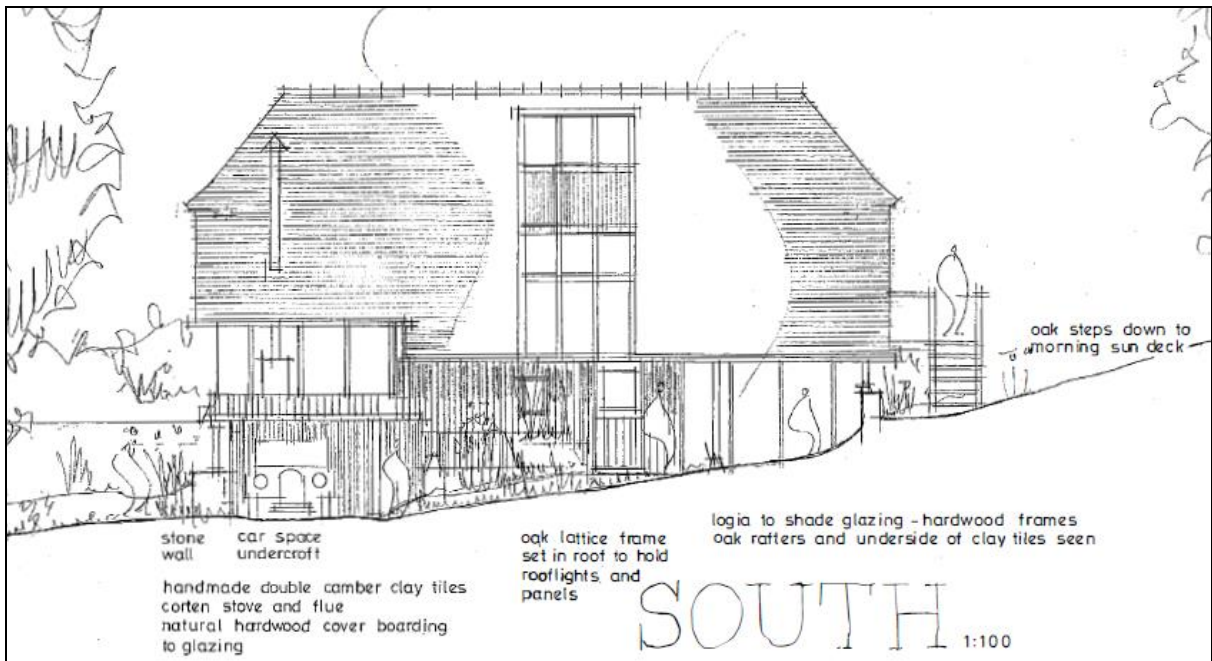 oak steps down to
morning sun deck
stone
wall
car space
undercroft
handmade double camber clay tiles
corten stove and flue
natural hardwood cover boarding
to glazing
oak lattice frame
set in roof to hold
rooflights and
panels
logia to shade glazing - hardwood frames
oak rafters and underside of clay tiles seen
SOUTH 1:100